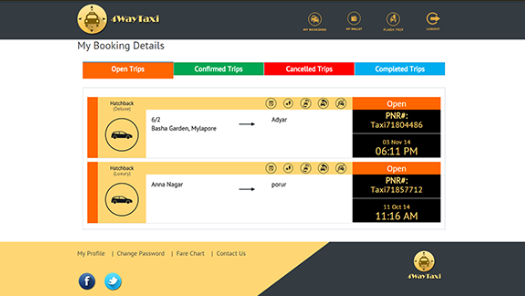 4WayTaxi
MY BOOKINGS MY WALLET FLASH TRIP LOGOUT
My Booking Details
Open Trips Confirmed Trips Cancelled Trips Completed Trips
Hatchback
(Deluxe)
6/2
Basha Garden, Mylapore
Adyar
Open
PNR#:
Taxi71804486
03 Nov 14
06:11 PM
Hatchback
(Luxury)
Anna Nagar
porur
Open
PNR#:
Taxi71857712
11 Oct 14
11:16 AM
My Profile | Change Password | Fare Chart | Contact Us
4WayTaxi